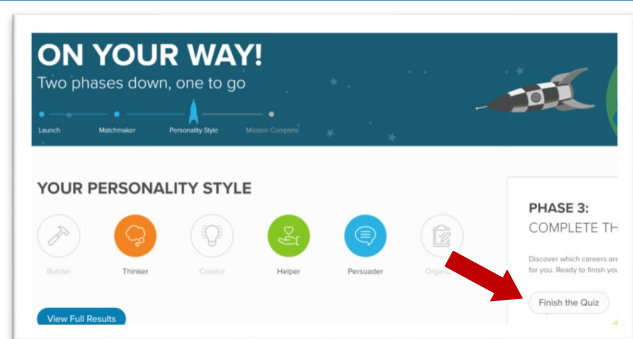 ON YOUR WAY!
Two phases down, one to go
Launch Matchmaker Personality Style Mission Complete
YOUR PERSONALITY STYLE
Builder Thinker Creator Helper Persuader
View Full Results
PHASE 3:
COMPLETE TH
Discover which careers are
for you. Ready to finish you
Finish the Quiz